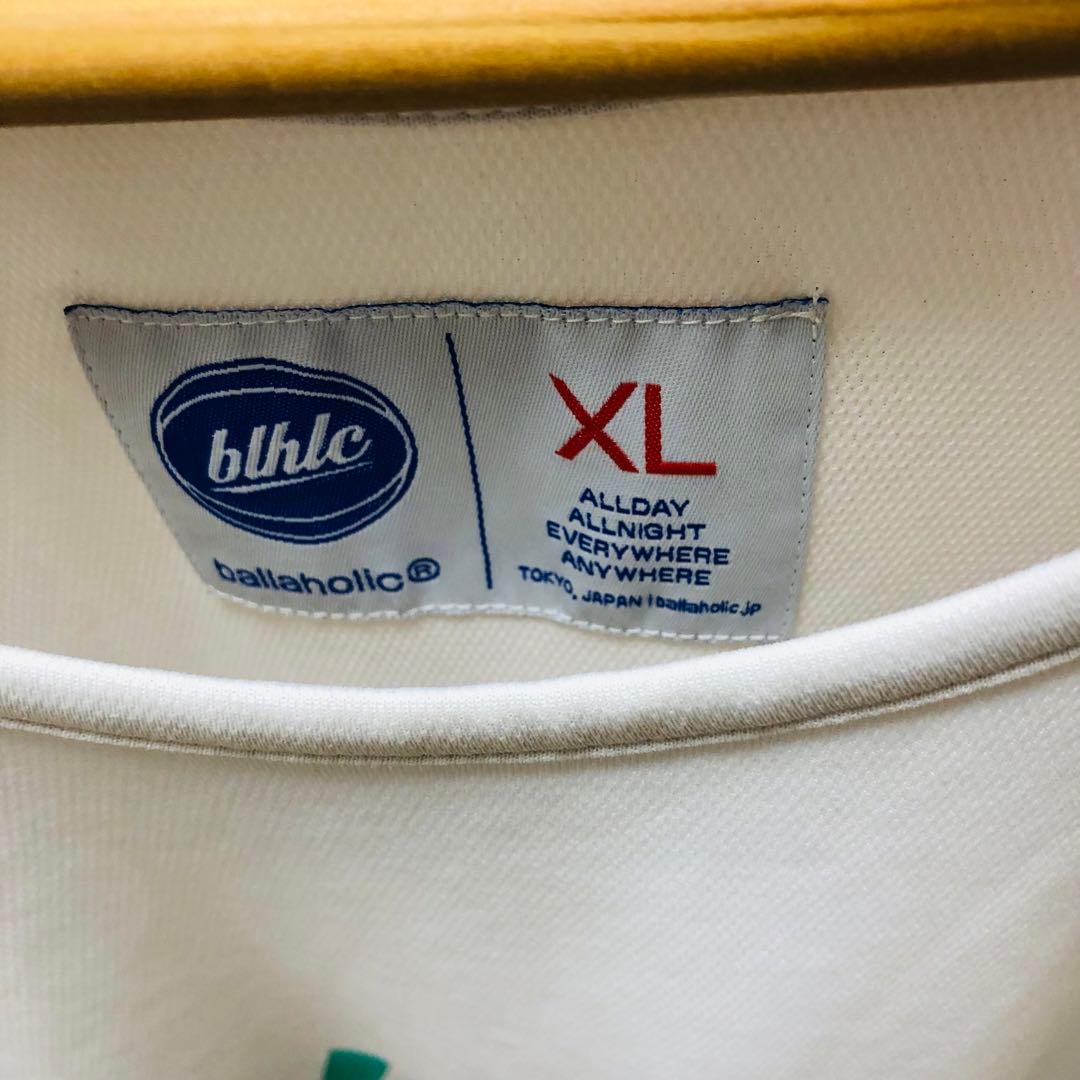 blhlc
ballaholic®
XL
ALLDAY
ALLNIGHT
EVERYWHERE
ANYWHERE
TOKYO, JAPAN | ballaholic.jp